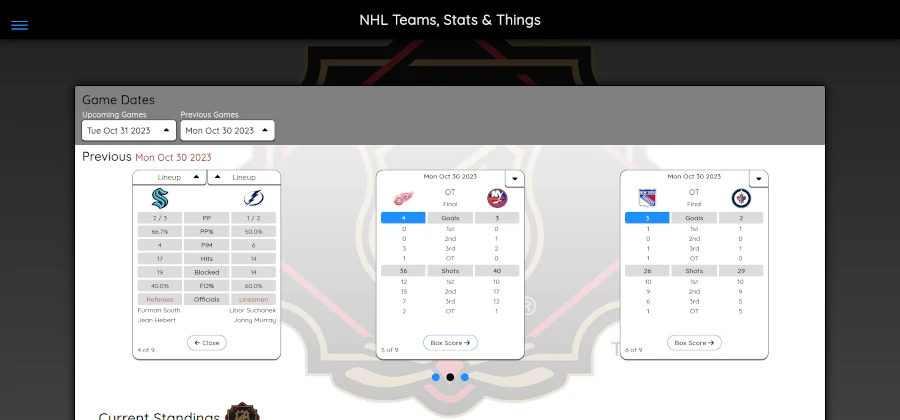 NHL Teams, Stats & Things
Game Dates
Upcoming Games Previous Games
Tue Oct 31 2023 Mon Oct 30 2023
Previous Mon Oct 30 2023
Lineup Lineup
2 / 3 PP 1 / 2
66.7% PP% 50.0%
4 PIM 6
17 Hits 14
19 Blocked 14
40.0% FO% 60.0%
Referees Officials Linesmen
Furman South Libor Suchanek
Jean Hebert Jonny Murray
← Close
4 of 9
Mon Oct 30 2023
OT
Final
4 Goals 3
0 1st 0
0 2nd 1
3 3rd 2
1 OT 0
36 Shots 40
12 1st 10
15 2nd 17
7 3rd 12
2 OT 1
Box Score →
5 of 9
Mon Oct 30 2023
OT
Final
3 Goals 2
1 1st 1
0 2nd 0
1 3rd 1
1 OT 0
26 Shots 29
10 1st 10
9 2nd 9
6 3rd 5
1 OT 5
Box Score →
6 of 9
Current Standings